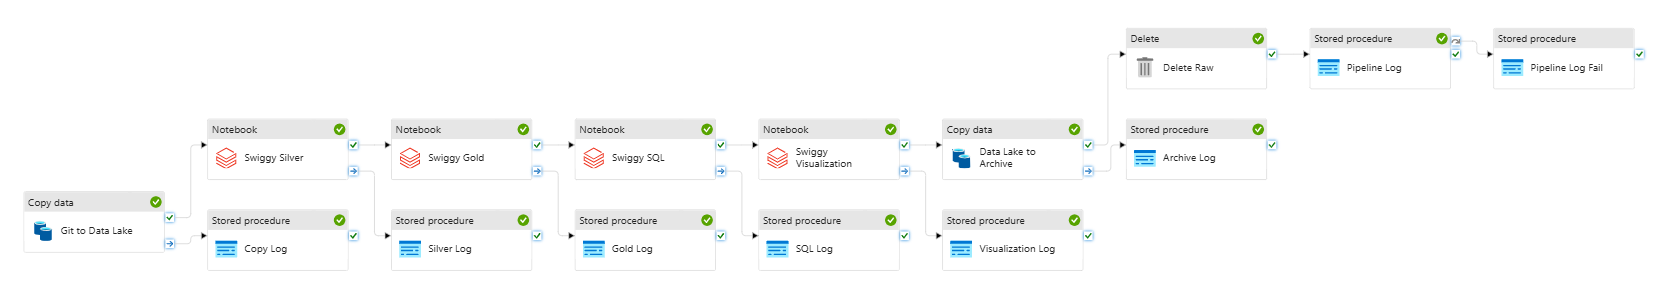 Delete
Delete Raw
Stored procedure
Pipeline Log
Stored procedure
Pipeline Log Fail
Notebook
Swiggy Silver
Notebook
Swiggy Gold
Notebook
Swiggy SQL
Notebook
Swiggy
Visualization
Copy data
Data Lake to
Archive
Stored procedure
Archive Log
Copy data
Git to Data Lake
Stored procedure
Copy Log
Stored procedure
Silver Log
Stored procedure
Gold Log
Stored procedure
SQL Log
Stored procedure
Visualization Log